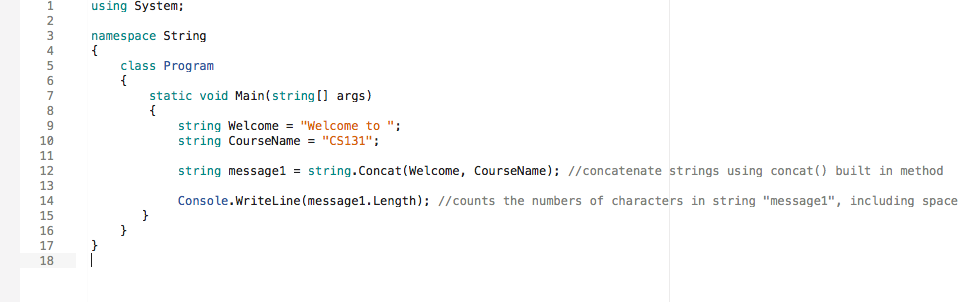 1 using System;
2
3 namespace String
4 {
5 class Program
6 {
7 static void Main(string[] args)
8 {
9 string Welcome = "Welcome to ";
10 string CourseName = "CS131";
11
12 string message1 = string.Concat(Welcome, CourseName); //concatenate strings using concat() built in method
13
14 Console.WriteLine(message1.Length); //counts the numbers of characters in string "message1", including space
15 }
16 }
17 }
18